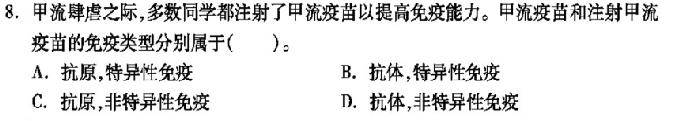 8. 甲流肆虐之际,多数同学都注射了甲流疫苗以提高免疫能力。甲流疫苗和注射甲流
疫苗的免疫类型分别属于(    )。
A. 抗原,特异性免疫 B. 抗体,特异性免疫
C. 抗原,非特异性免疫 D. 抗体,非特异性免疫